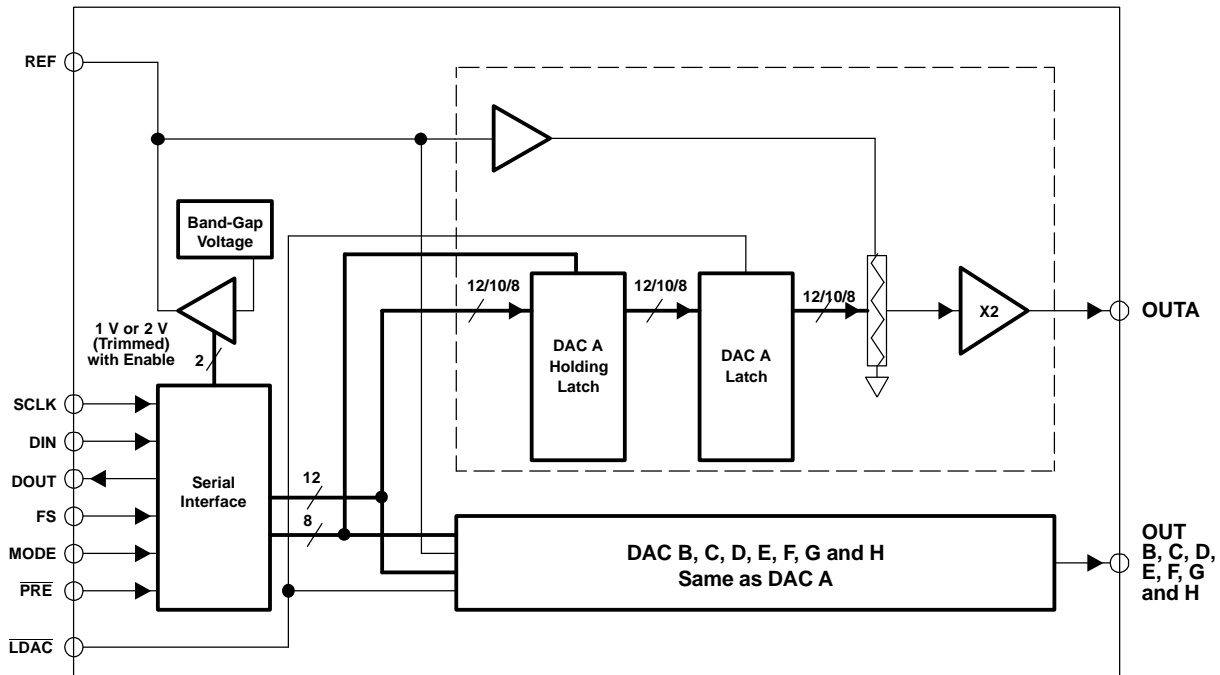 REF
Band-Gap
Voltage
1 V or 2 V
(Trimmed)
with Enable
2
SCLK
DIN
DOUT
FS
MODE
PRE
LDAC
Serial
Interface
12
8
12/10/8
DAC A
Holding
Latch
12/10/8
DAC A
Latch
12/10/8
X2
OUTA
DAC B, C, D, E, F, G and H
Same as DAC A
OUT
B, C, D,
E, F, G
and H